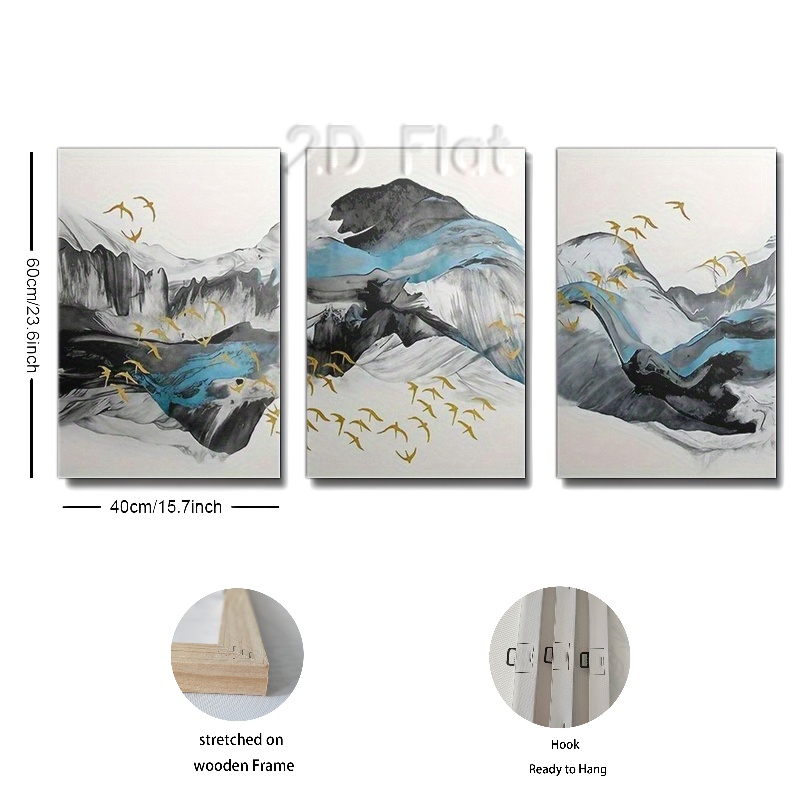 2D Flat
60cm/23.6inch
40cm/15.7inch
stretched on
wooden Frame
Hook
Ready to Hang